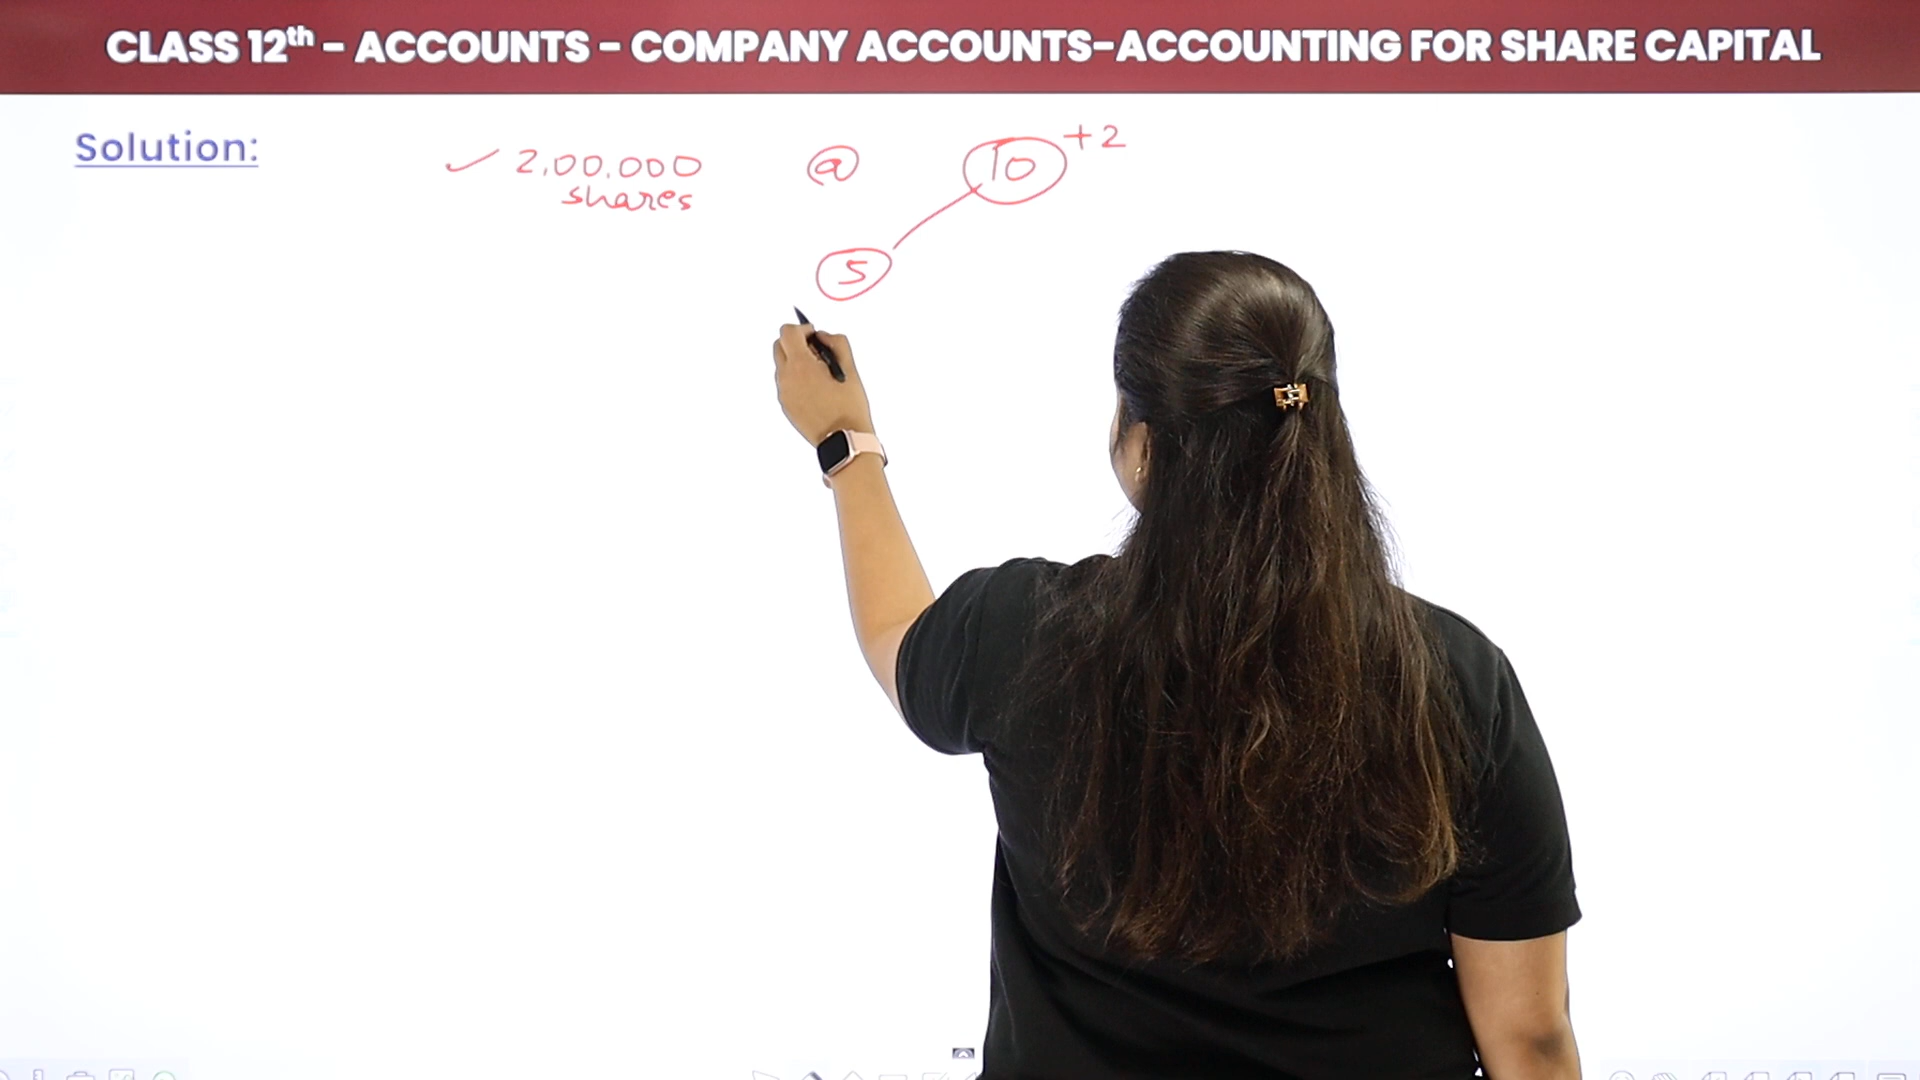 CLASS 12th - ACCOUNTS - COMPANY ACCOUNTS-ACCOUNTING FOR SHARE CAPITAL
Solution:
✓ 2,00,000 @ 10 +2
shares
5